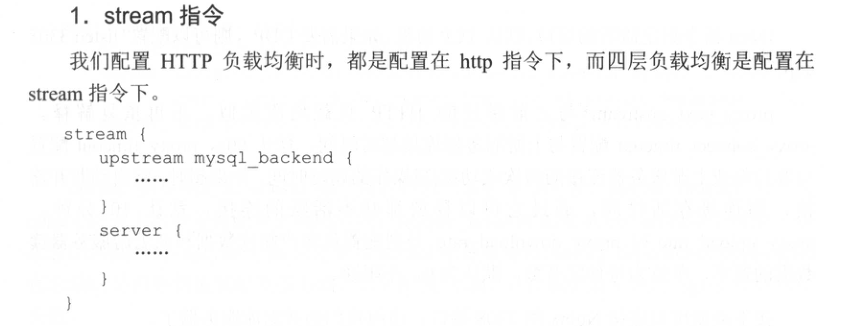 1. stream 指令
我们配置 HTTP 负载均衡时，都是配置在 http 指令下，而四层负载均衡是配置在
stream 指令下。
stream {
upstream mysql_backend {
……
}
server {
……
}
}